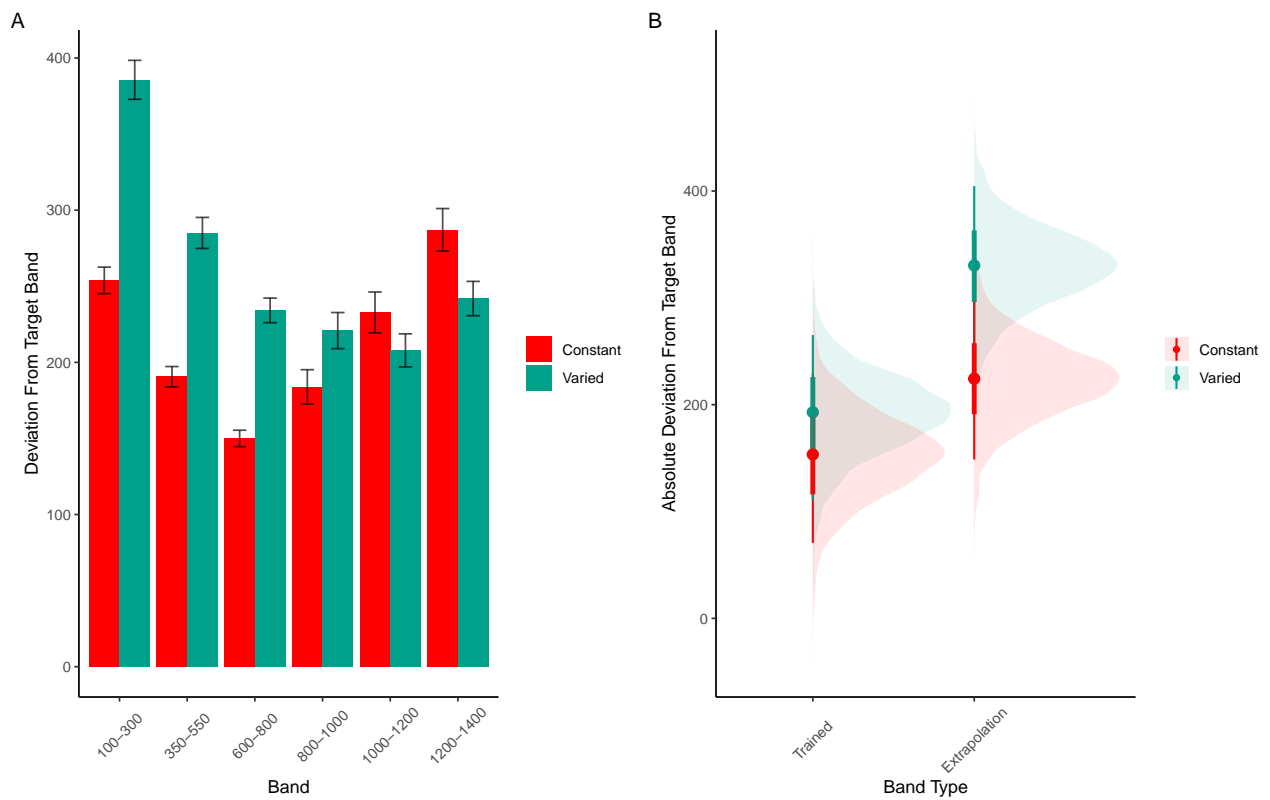 A
Deviation From Target Band
400
300
200
100
0
100–300
350–550
600–800
800–1000
1000–1200
1200–1400
Band
Constant
Varied
B
Absolute Deviation From Target Band
400
200
0
Trained
Extrapolation
Band Type
Constant
Varied